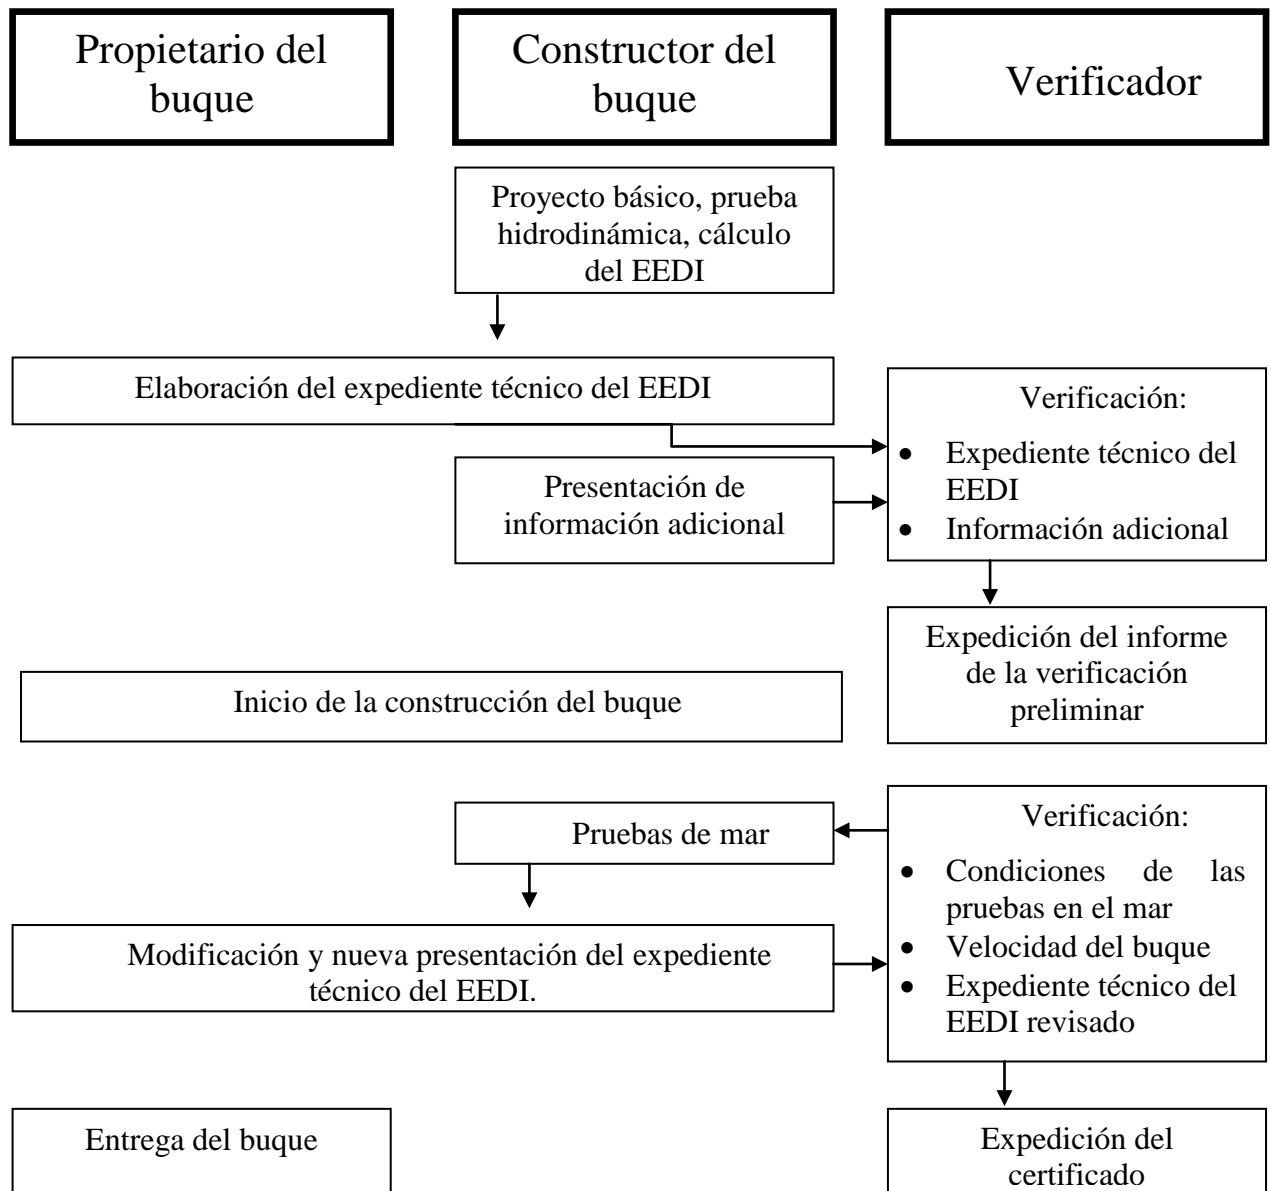 Propietario del
buque
Constructor del
buque
Verificador
Proyecto básico, prueba
hidrodinámica, cálculo
del EEDI
Elaboración del expediente técnico del EEDI
Verificación:
• Expediente técnico del
EEDI
• Información adicional
Presentación de
información adicional
Expedición del informe
de la verificación
preliminar
Inicio de la construcción del buque
Pruebas de mar
Verificación:
• Condiciones de las
pruebas en el mar
• Velocidad del buque
• Expediente técnico del
EEDI revisado
Modificación y nueva presentación del expediente
técnico del EEDI.
Entrega del buque
Expedición del
certificado